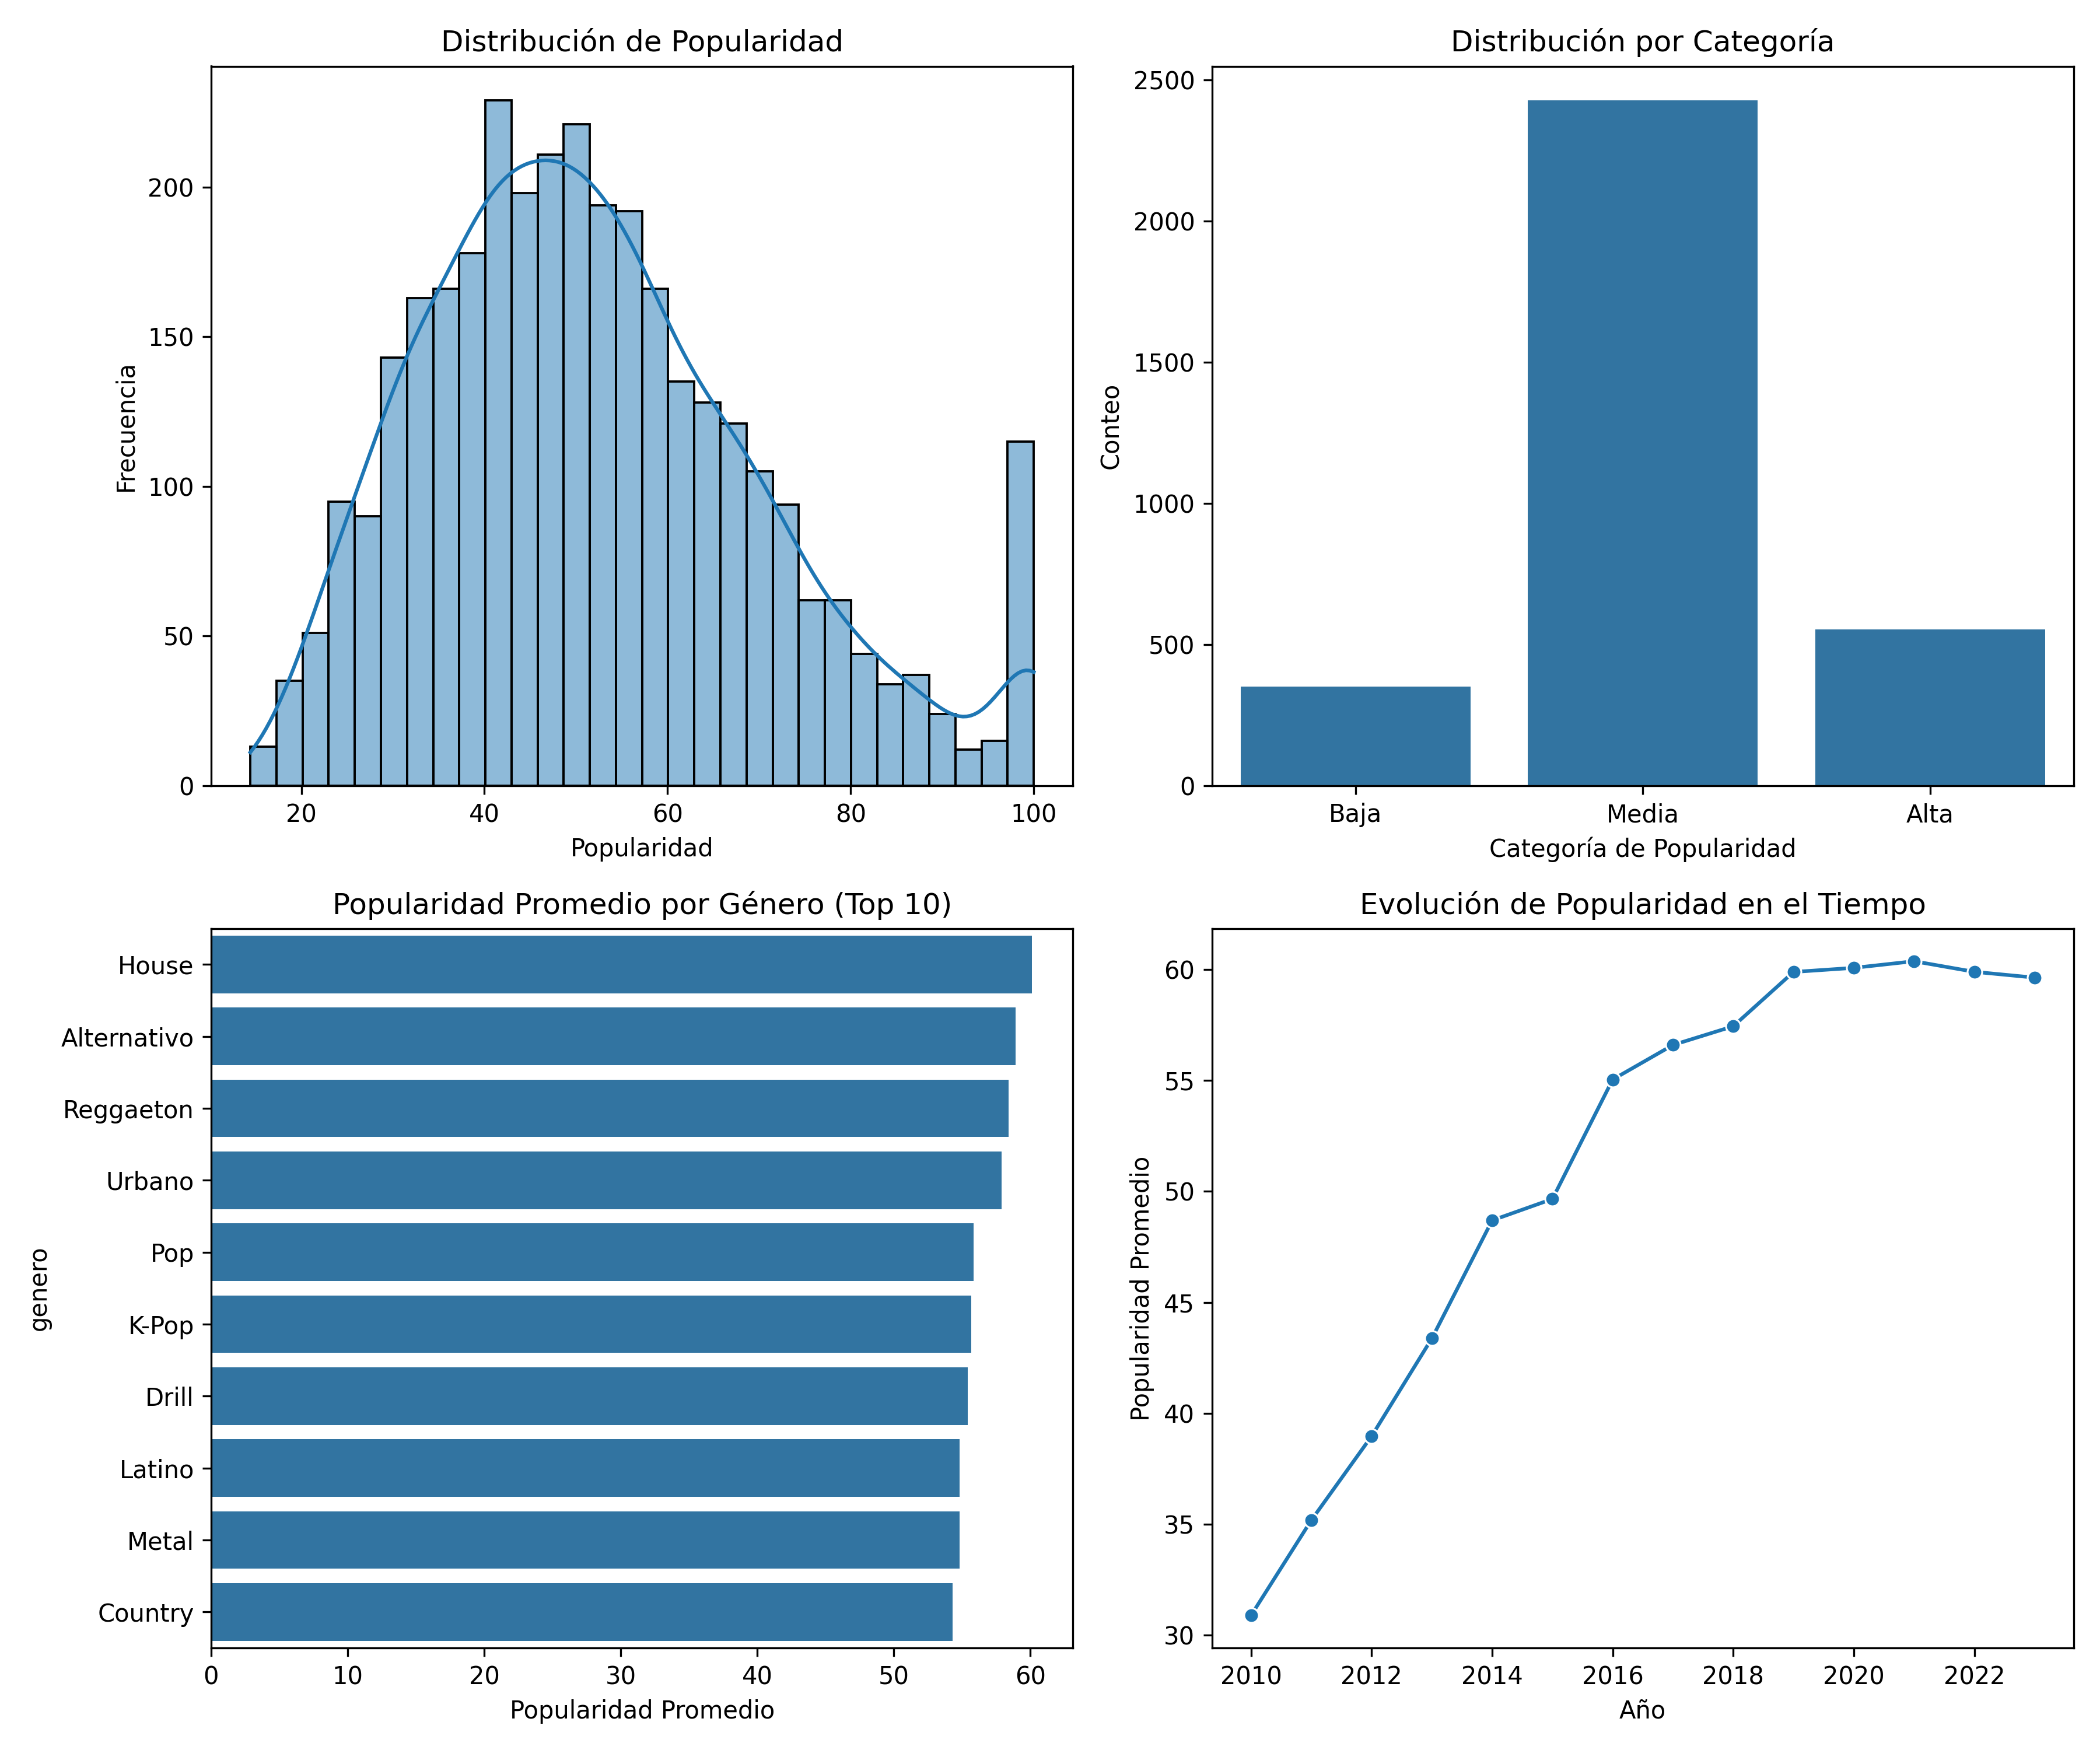 Distribución de Popularidad
Frecuencia
200
150
100
50
0
20 40 60 80 100
Popularidad
Distribución por Categoría
Conteo
2500
2000
1500
1000
500
0
Baja Media Alta
Categoría de Popularidad
Popularidad Promedio por Género (Top 10)
genero
House
Alternativo
Reggaeton
Urbano
Pop
K-Pop
Drill
Latino
Metal
Country
0 10 20 30 40 50 60
Popularidad Promedio
Evolución de Popularidad en el Tiempo
Popularidad Promedio
60
55
50
45
40
35
30
2010 2012 2014 2016 2018 2020 2022
Año